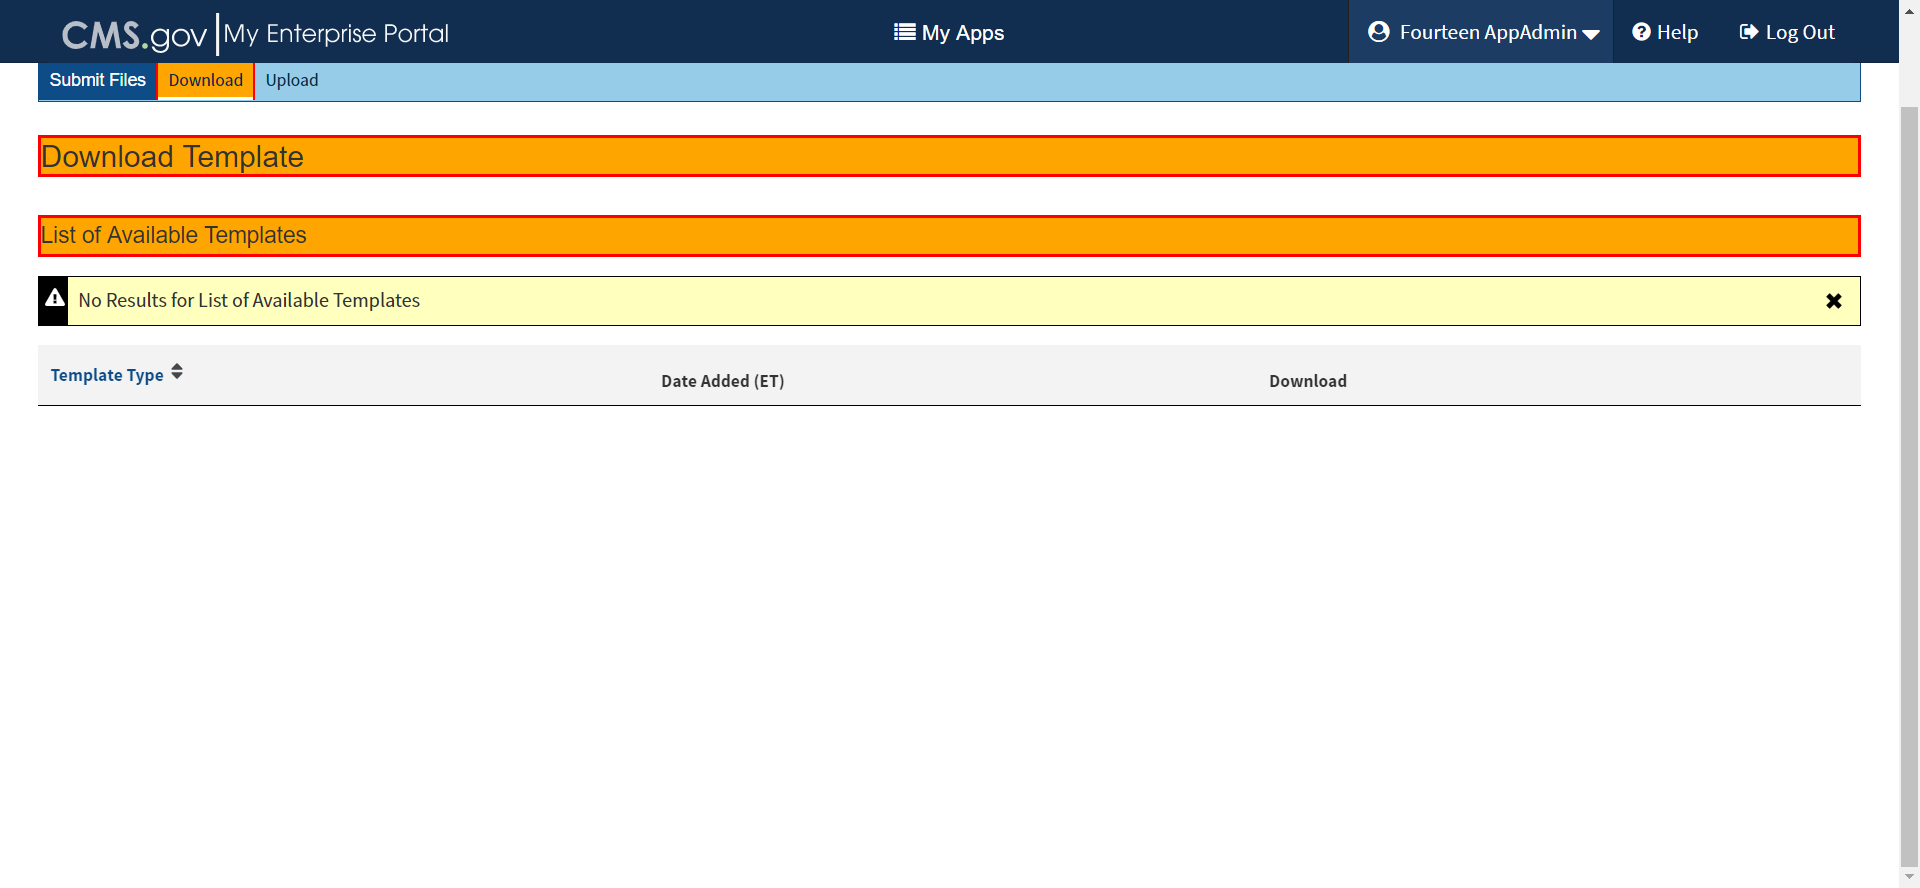 CMS.gov My Enterprise Portal My Apps Fourteen AppAdmin Help Log Out
Submit Files Download Upload
Download Template
List of Available Templates
No Results for List of Available Templates
Template Type Date Added (ET) Download